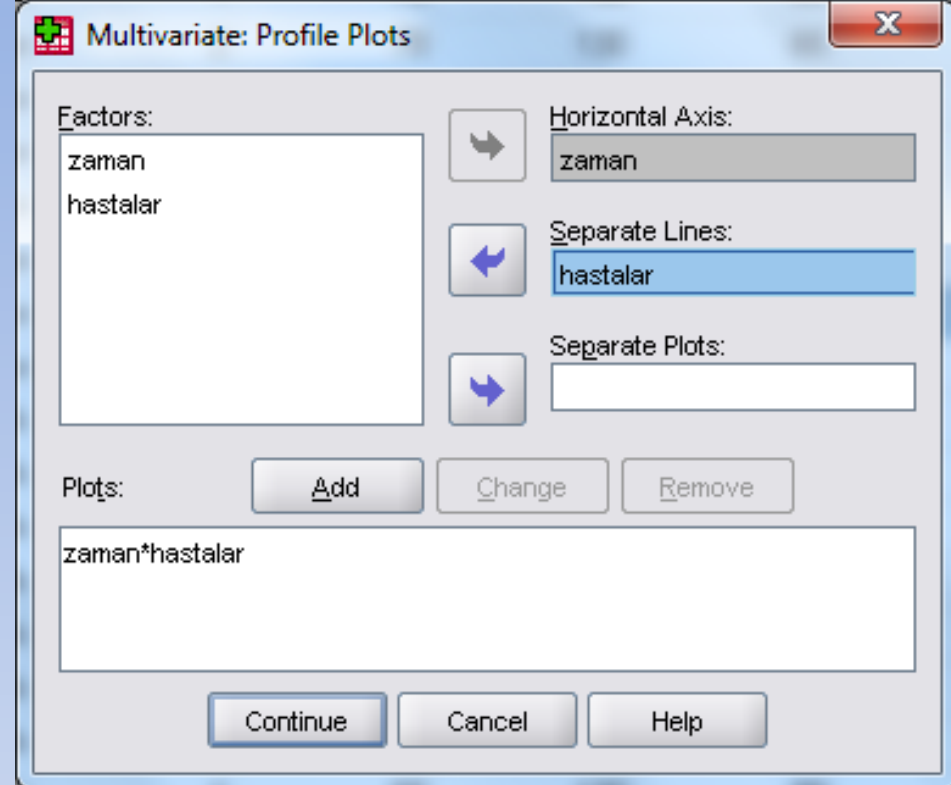 Multivariate: Profile Plots
Factors:
zaman
hastalar
Horizontal Axis:
zaman
Separate Lines:
hastalar
Separate Plots:
Plots:
Add
Change
Remove
zaman*hastalar
Continue
Cancel
Help